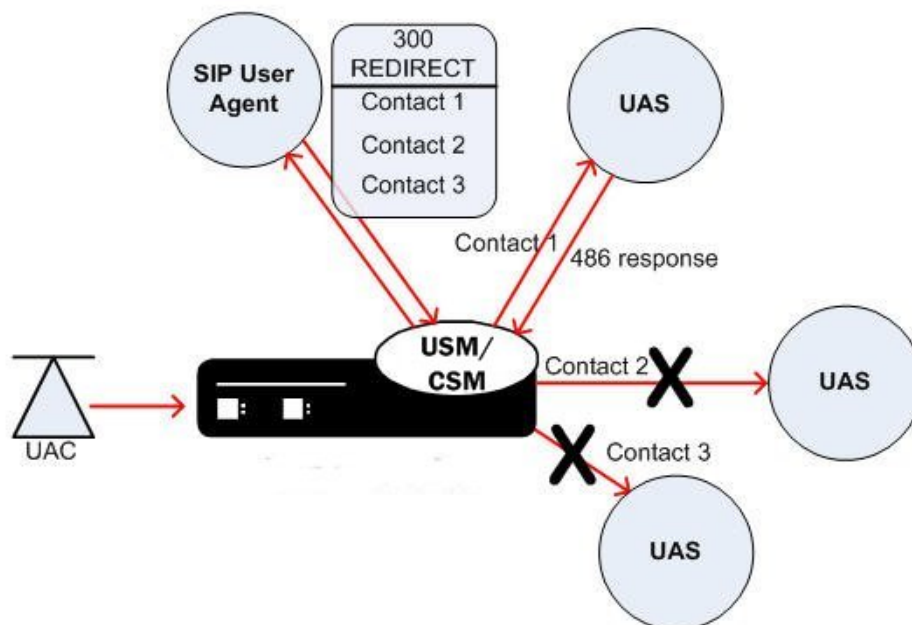 SIP User
Agent
300
REDIRECT
Contact 1
Contact 2
Contact 3
UAS
Contact 1
486 response
USM/
CSM
Contact 2
UAS
UAC
Contact 3
UAS